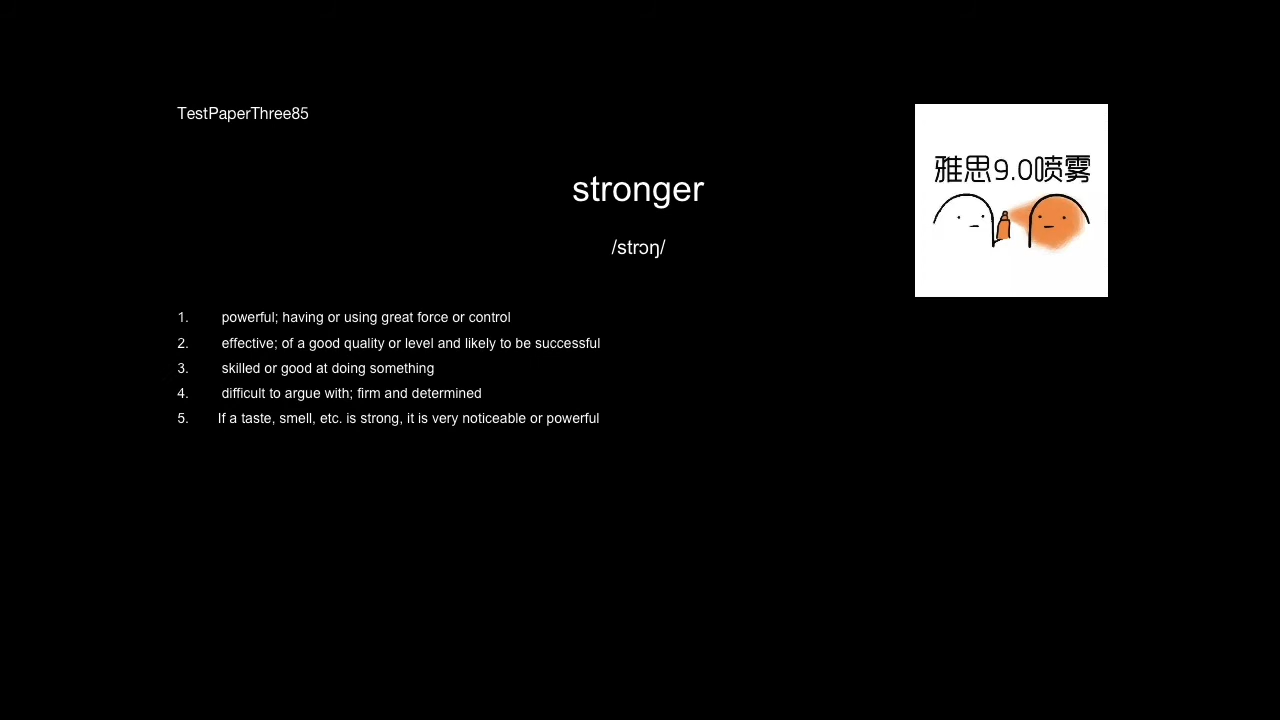 TestPaperThree85
雅思9.0喷雾
stronger
/strɔŋ/
1. powerful; having or using great force or control
2. effective; of a good quality or level and likely to be successful
3. skilled or good at doing something
4. difficult to argue with; firm and determined
5. If a taste, smell, etc. is strong, it is very noticeable or powerful